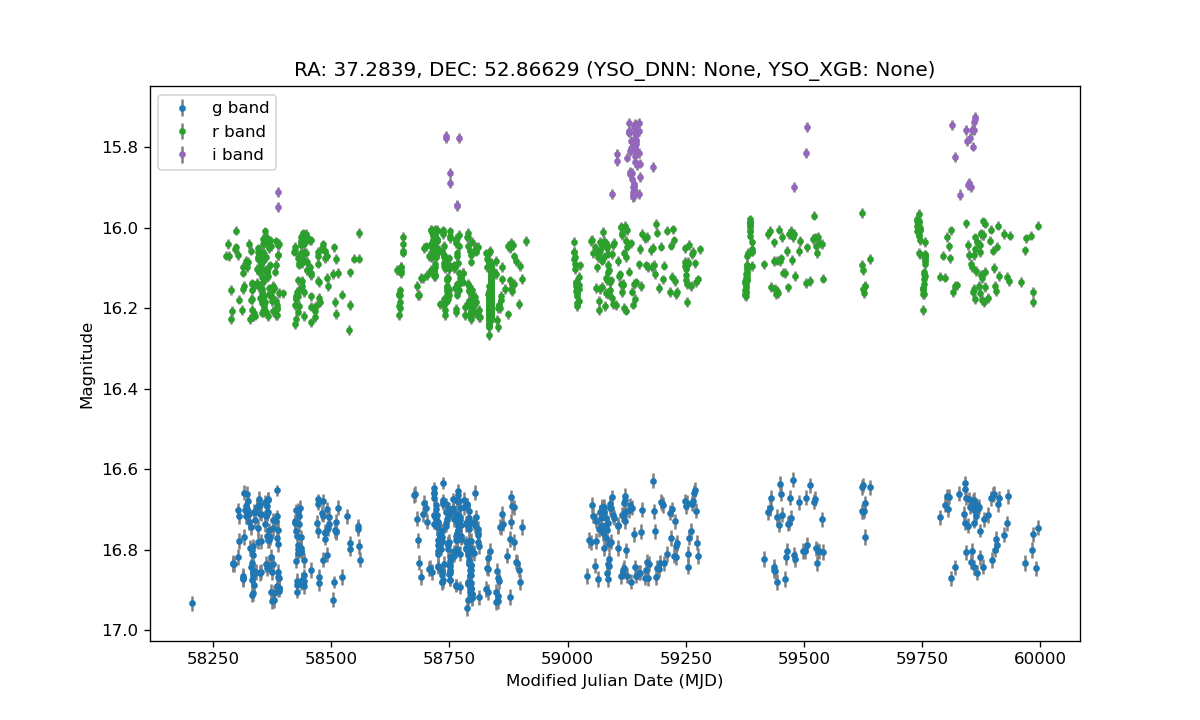 RA: 37.2839, DEC: 52.86629 (YSO_DNN: None, YSO_XGB: None)
g band
r band
i band
15.8
16.0
16.2
16.4
16.6
16.8
17.0
Magnitude
58250 58500 58750 59000 59250 59500 59750 60000
Modified Julian Date (MJD)